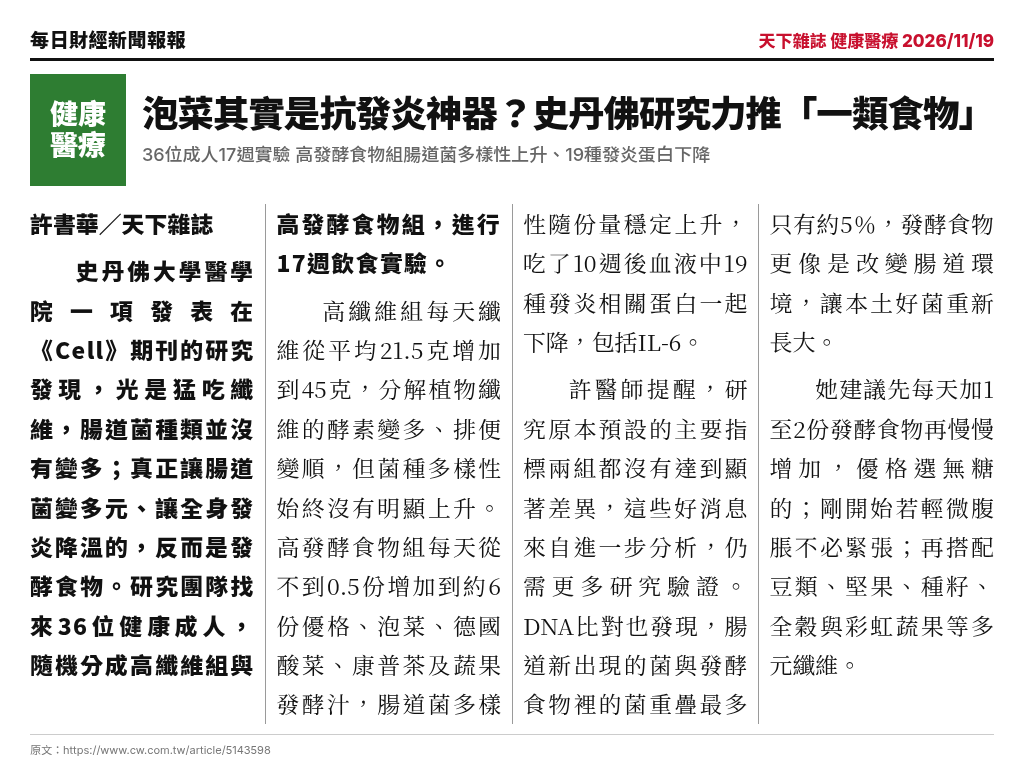 每日財經新聞報報
天下雜誌 健康醫療 2026/11/19
健康
醫療
泡菜其實是抗發炎神器？史丹佛研究力推「一類食物」
36位成人17週實驗 高發酵食物組腸道菌多樣性上升、19種發炎蛋白下降
許書華／天下雜誌
史丹佛大學醫學
院一項發表在
《Cell》期刊的研究
發現，光是猛吃纖
維，腸道菌種類並沒
有變多；真正讓腸道
菌變多元、讓全身發
炎降溫的，反而是發
酵食物。研究團隊找
來36位健康成人，
隨機分成高纖維組與
高發酵食物組，進行
17週飲食實驗。
高纖維組每天纖
維從平均21.5克增加
到45克，分解植物纖
維的酵素變多、排便
變順，但菌種多樣性
始終沒有明顯上升。
高發酵食物組每天從
不到0.5份增加到約6
份優格、泡菜、德國
酸菜、康普茶及蔬果
發酵汁，腸道菌多樣
性隨份量穩定上升，
吃了10週後血液中19
種發炎相關蛋白一起
下降，包括IL-6。
許醫師提醒，研
究原本預設的主要指
標兩組都沒有達到顯
著差異，這些好消息
來自進一步分析，仍
需更多研究驗證。
DNA比對也發現，腸
道新出現的菌與發酵
食物裡的菌重疊最多
只有約5%，發酵食物
更像是改變腸道環
境，讓本土好菌重新
長大。
她建議先每天加1
至2份發酵食物再慢慢
增加，優格選無糖
的；剛開始若輕微腹
脹不必緊張；再搭配
豆類、堅果、種籽、
全穀與彩虹蔬果等多
元纖維。
原文：https://www.cw.com.tw/article/5143598